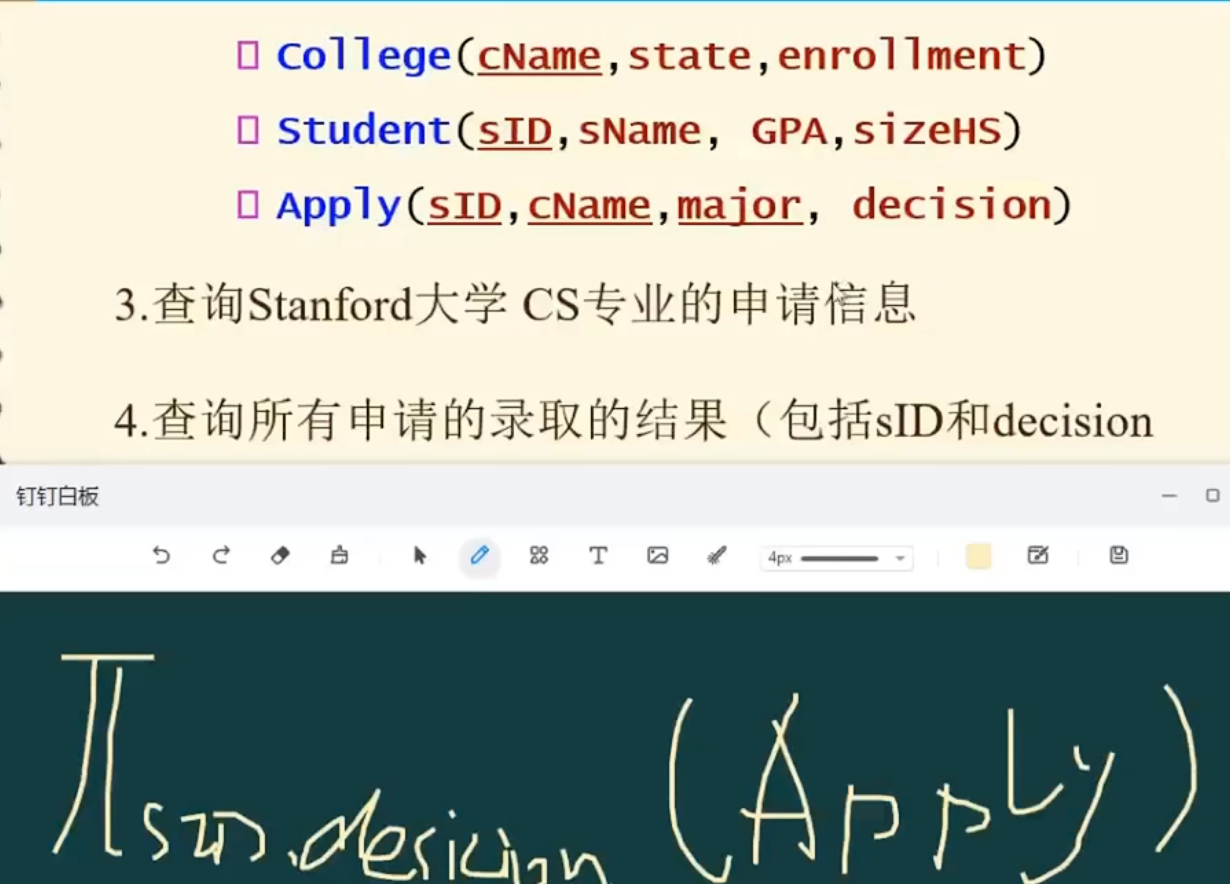 College(cName,state,enrollment)
Student(sID,sName, GPA,sizeHS)
Apply(sID,cName,major, decision)
3.查询Stanford大学 CS专业的申请信息
4.查询所有申请的录取的结果（包括sID和decision
钉钉白板
4px
π sID.desicion (Apply)